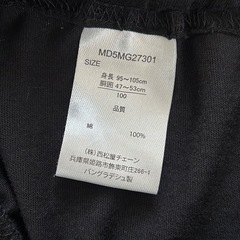 MD5MG27301
SIZE
身長 95～105cm
胴囲 47～53cm
100
品質
綿 100%
(株)西松屋チェーン
兵庫県姫路市飾東町庄266-1
バングラデシュ製